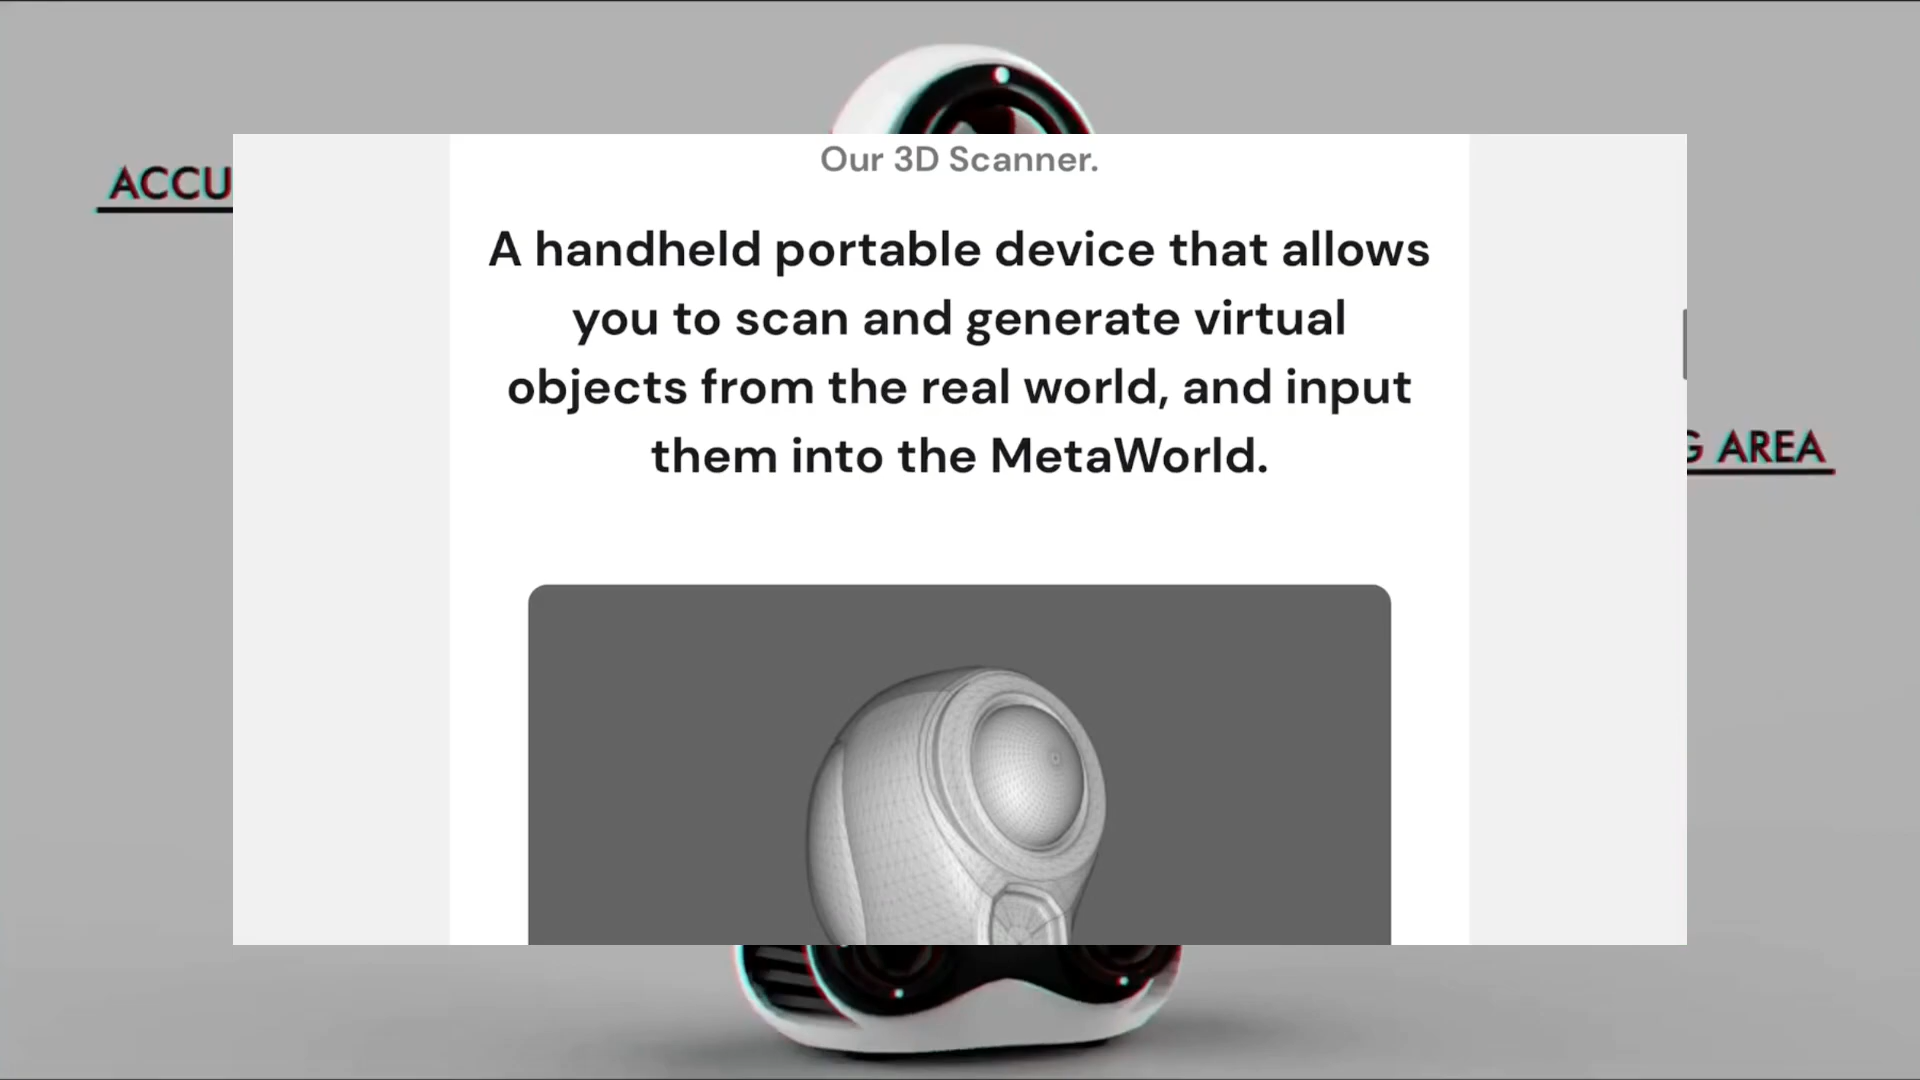 Our 3D Scanner.
ACCU
A handheld portable device that allows
you to scan and generate virtual
objects from the real world, and input
them into the MetaWorld.
G AREA